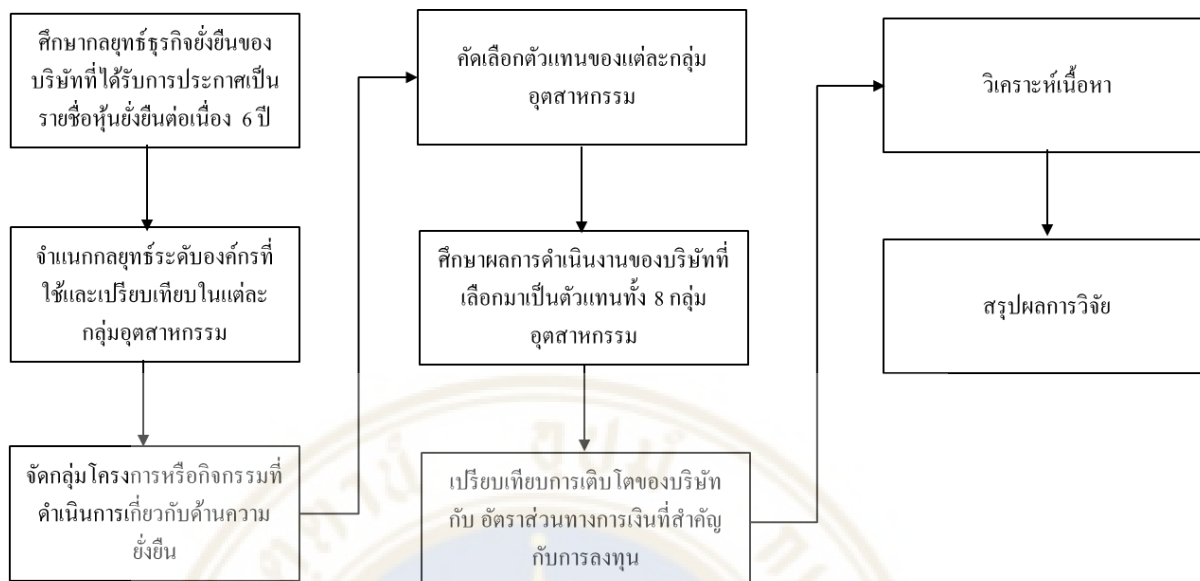 ศึกษากลยุทธ์ธุรกิจยั่งยืนของ
บริษัทที่ได้รับการประกาศเป็น
รายชื่อหุ้นยั่งยืนต่อเนื่อง 6 ปี
จำแนกกลยุทธ์ระดับองค์กรที่
ใช้และเปรียบเทียบในแต่ละ
กลุ่มอุตสาหกรรม
จัดกลุ่มโครงการหรือกิจกรรมที่
ดำเนินการเกี่ยวกับด้านความ
ยั่งยืน
คัดเลือกตัวแทนของแต่ละกลุ่ม
อุตสาหกรรม
ศึกษาผลการดำเนินงานของบริษัทที่
เลือกมาเป็นตัวแทนทั้ง 8 กลุ่ม
อุตสาหกรรม
เปรียบเทียบการเติบโตของบริษัท
กับ อัตราส่วนทางการเงินที่สำคัญ
กับการลงทุน
วิเคราะห์เนื้อหา
สรุปผลการวิจัย